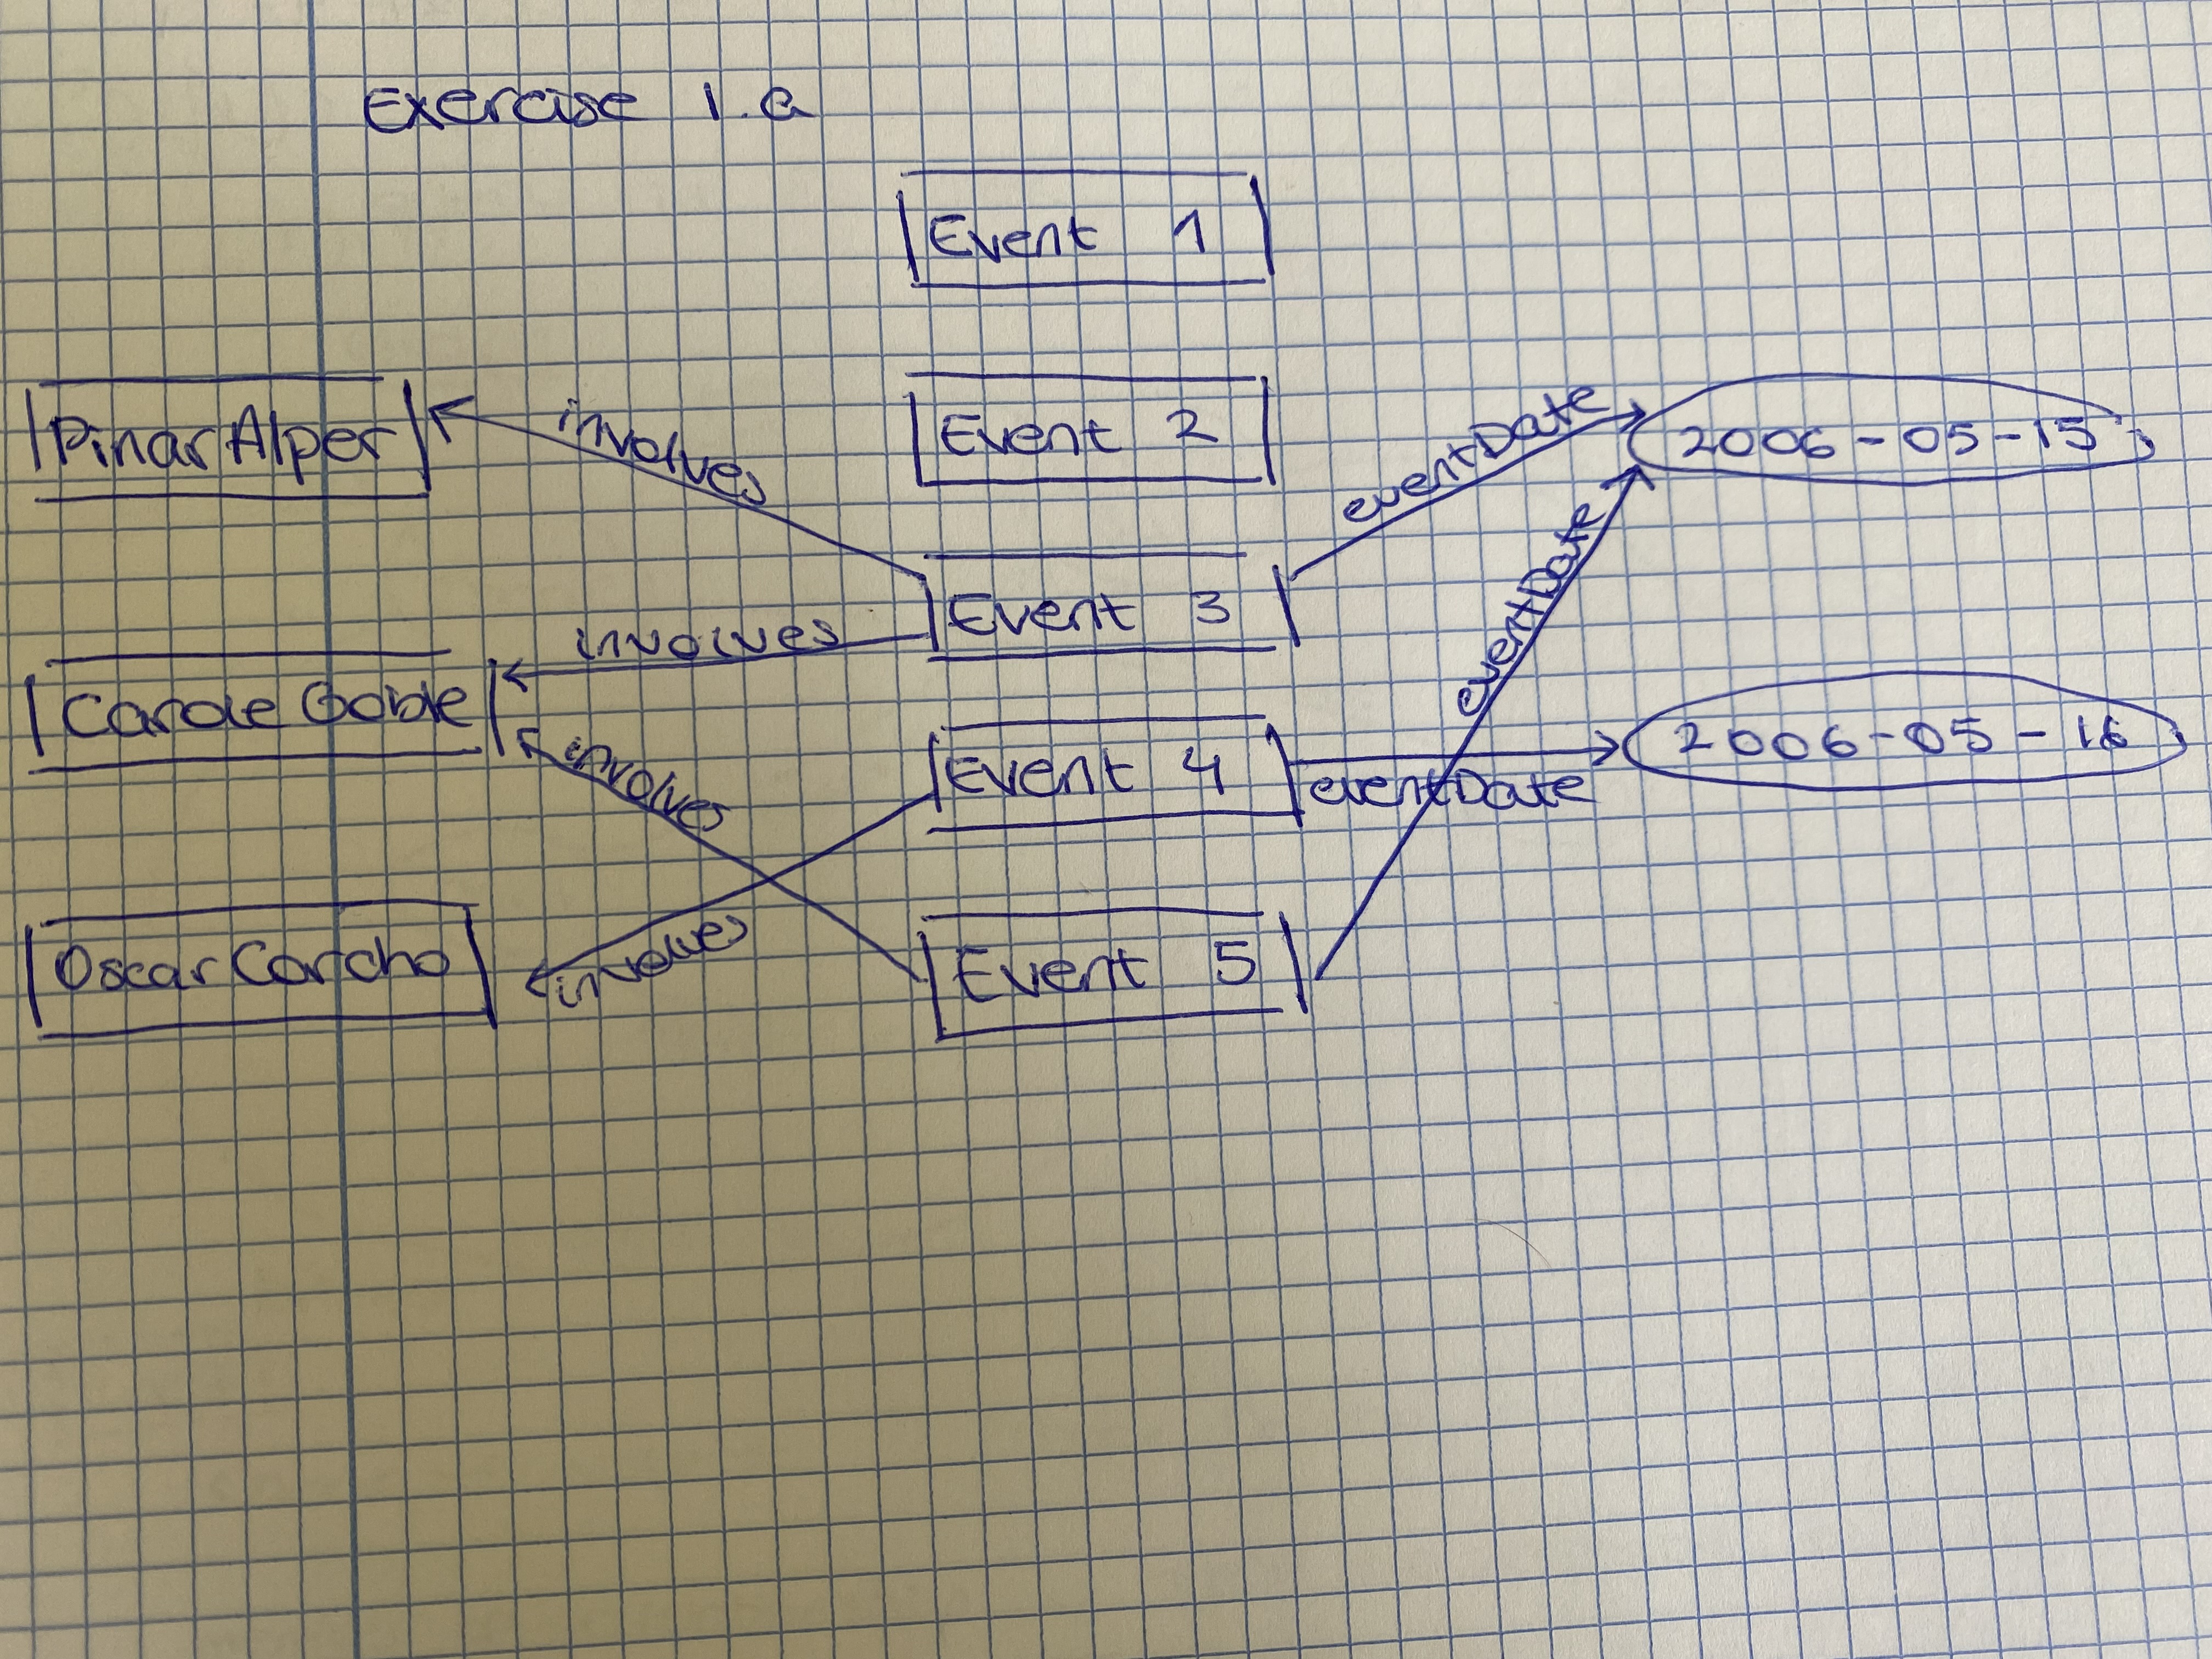 Exercise 1.a
Event 1
Pinar Alper
Event 2
2006-05-15
involves
eventDate
Carole Goble
involves
Event 3
eventDate
involves
Event 4
eventDate
2006-05-16
Oscar Corcho
involves
Event 5